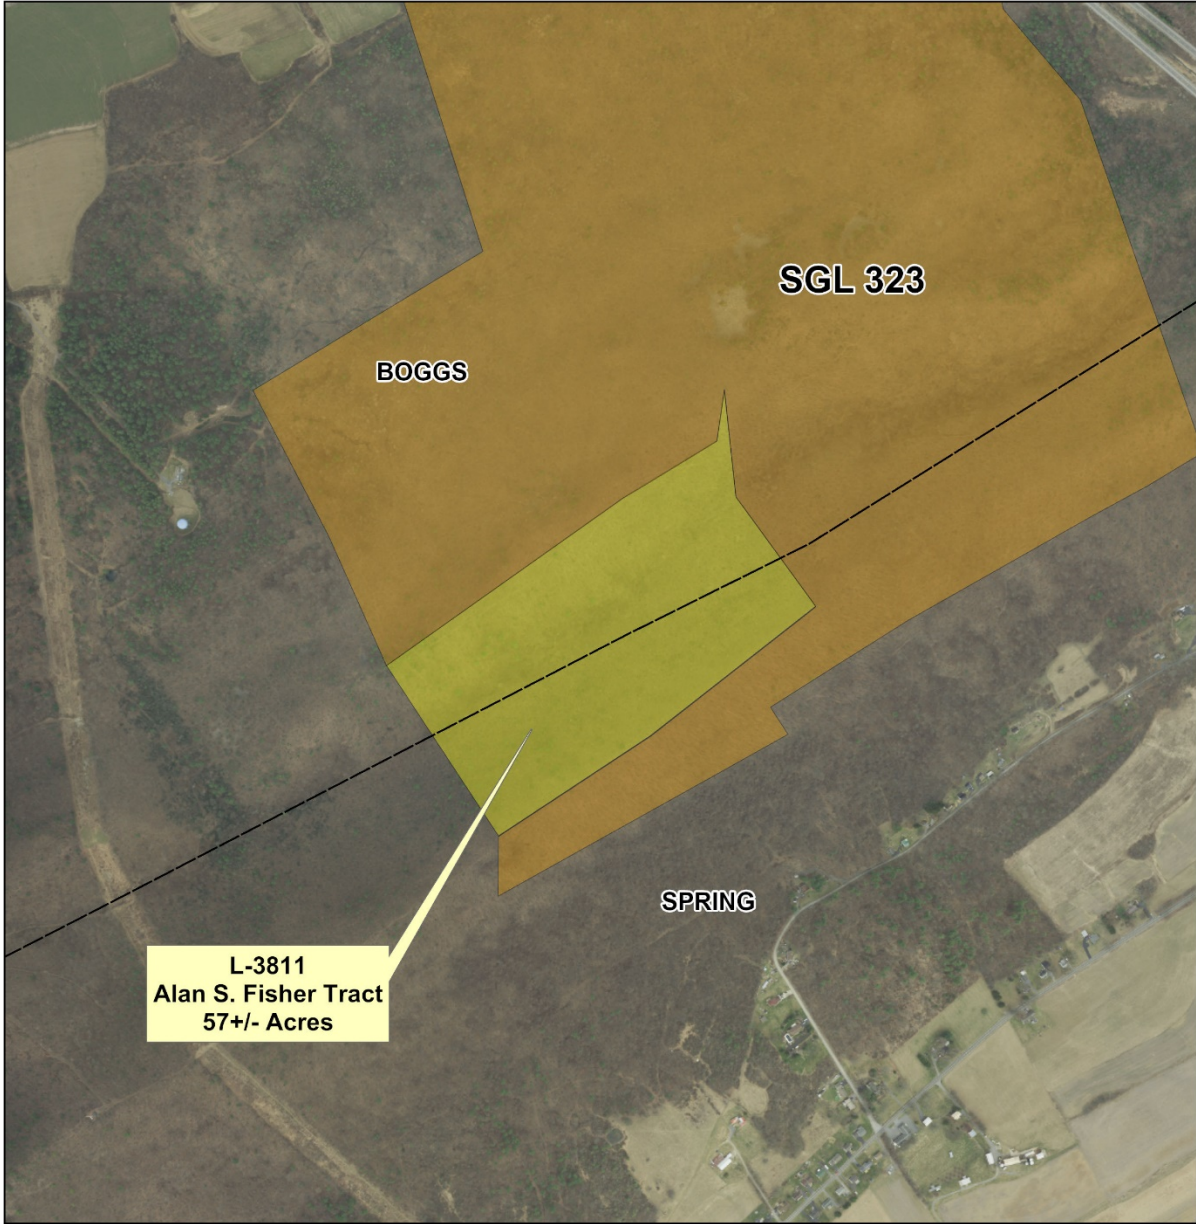 SGL 323
BOGGS
SPRING
L-3811
Alan S. Fisher Tract
57+/- Acres